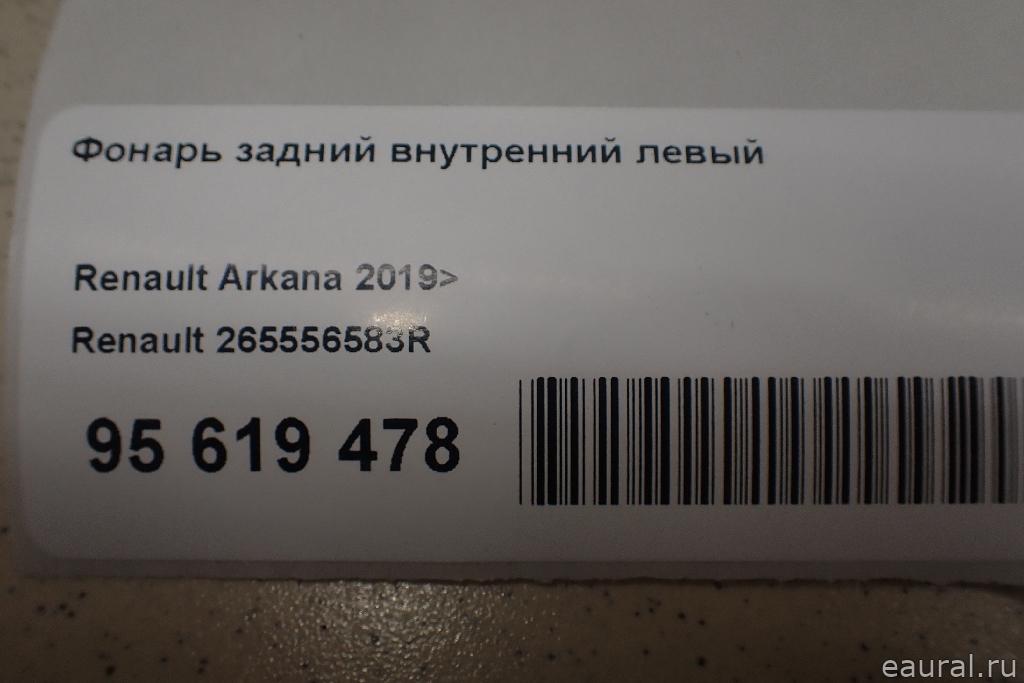 Фонарь задний внутренний левый
Renault Arkana 2019>
Renault 265556583R
95 619 478
eaural.ru